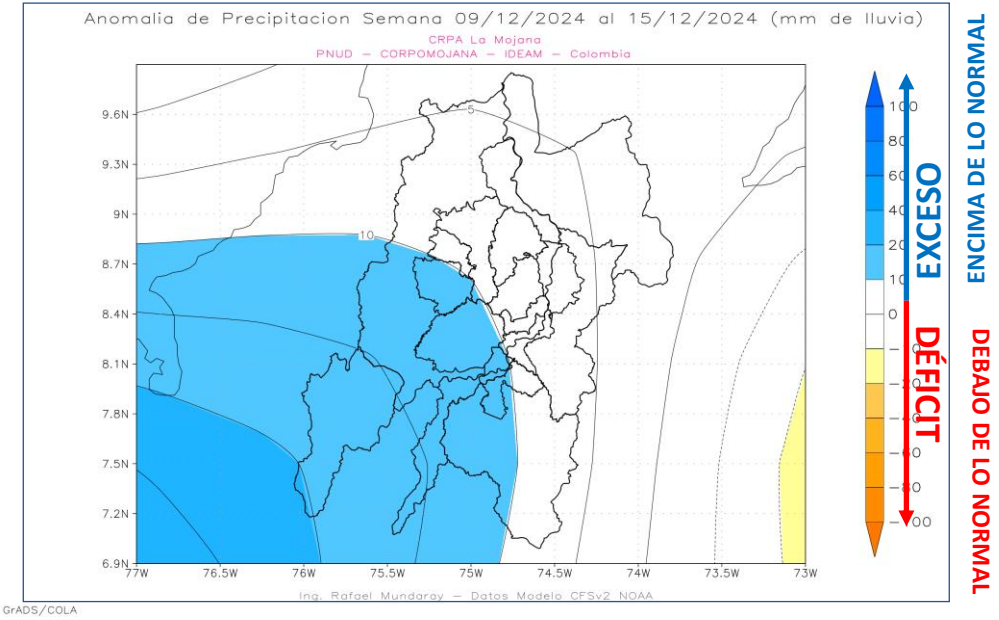 Anomalia de Precipitacion Semana 09/12/2024 al 15/12/2024 (mm de lluvia)
CRPA La Mojana
PNUD – CORPOMOJANA – IDEAM – Colombia
9.6N
9.3N
9N
8.7N
8.4N
8.1N
7.8N
7.5N
7.2N
6.9N
5
10
77W
76.5W
76W
75.5W
75W
74.5W
74W
73.5W
73W
Ing. Rafael Mundaray – Datos Modelo CFSv2 NOAA
GrADS/COLA
100
80
60
40
20
10
0
-20
-40
-60
-80
EXCESO
DÉFICIT
ENCIMA DE LO NORMAL
DEBAJO DE LO NORMAL